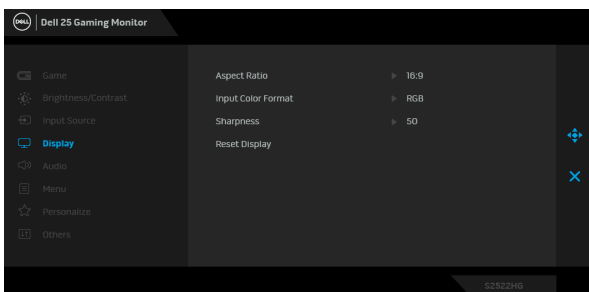 DELL Dell 25 Gaming Monitor
Game
Brightness/Contrast
Input Source
Display
Audio
Menu
Personalize
Others
Aspect Ratio 16:9
Input Color Format RGB
Sharpness 50
Reset Display
S2522HG